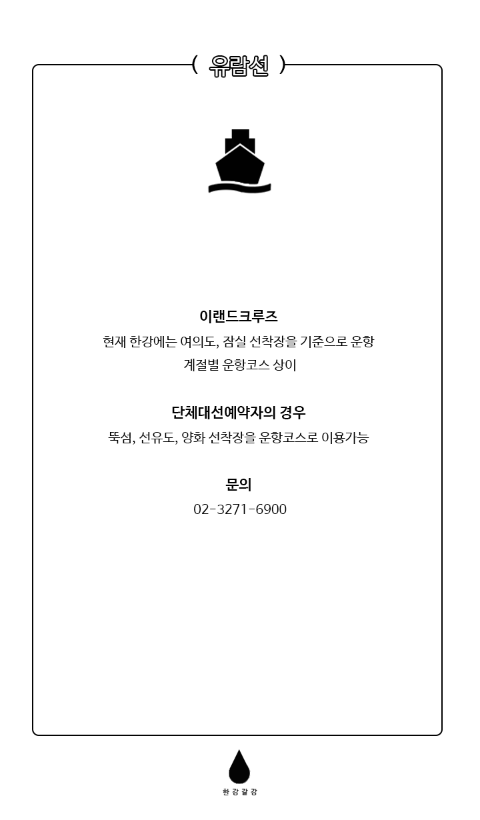 ( 유람선 )
이랜드크루즈
현재 한강에는 여의도, 잠실 선착장을 기준으로 운항
계절별 운항코스 상이
단체대선예약자의 경우
뚝섬, 선유도, 양화 선착장을 운항코스로 이용가능
문의
02-3271-6900
한강갈감